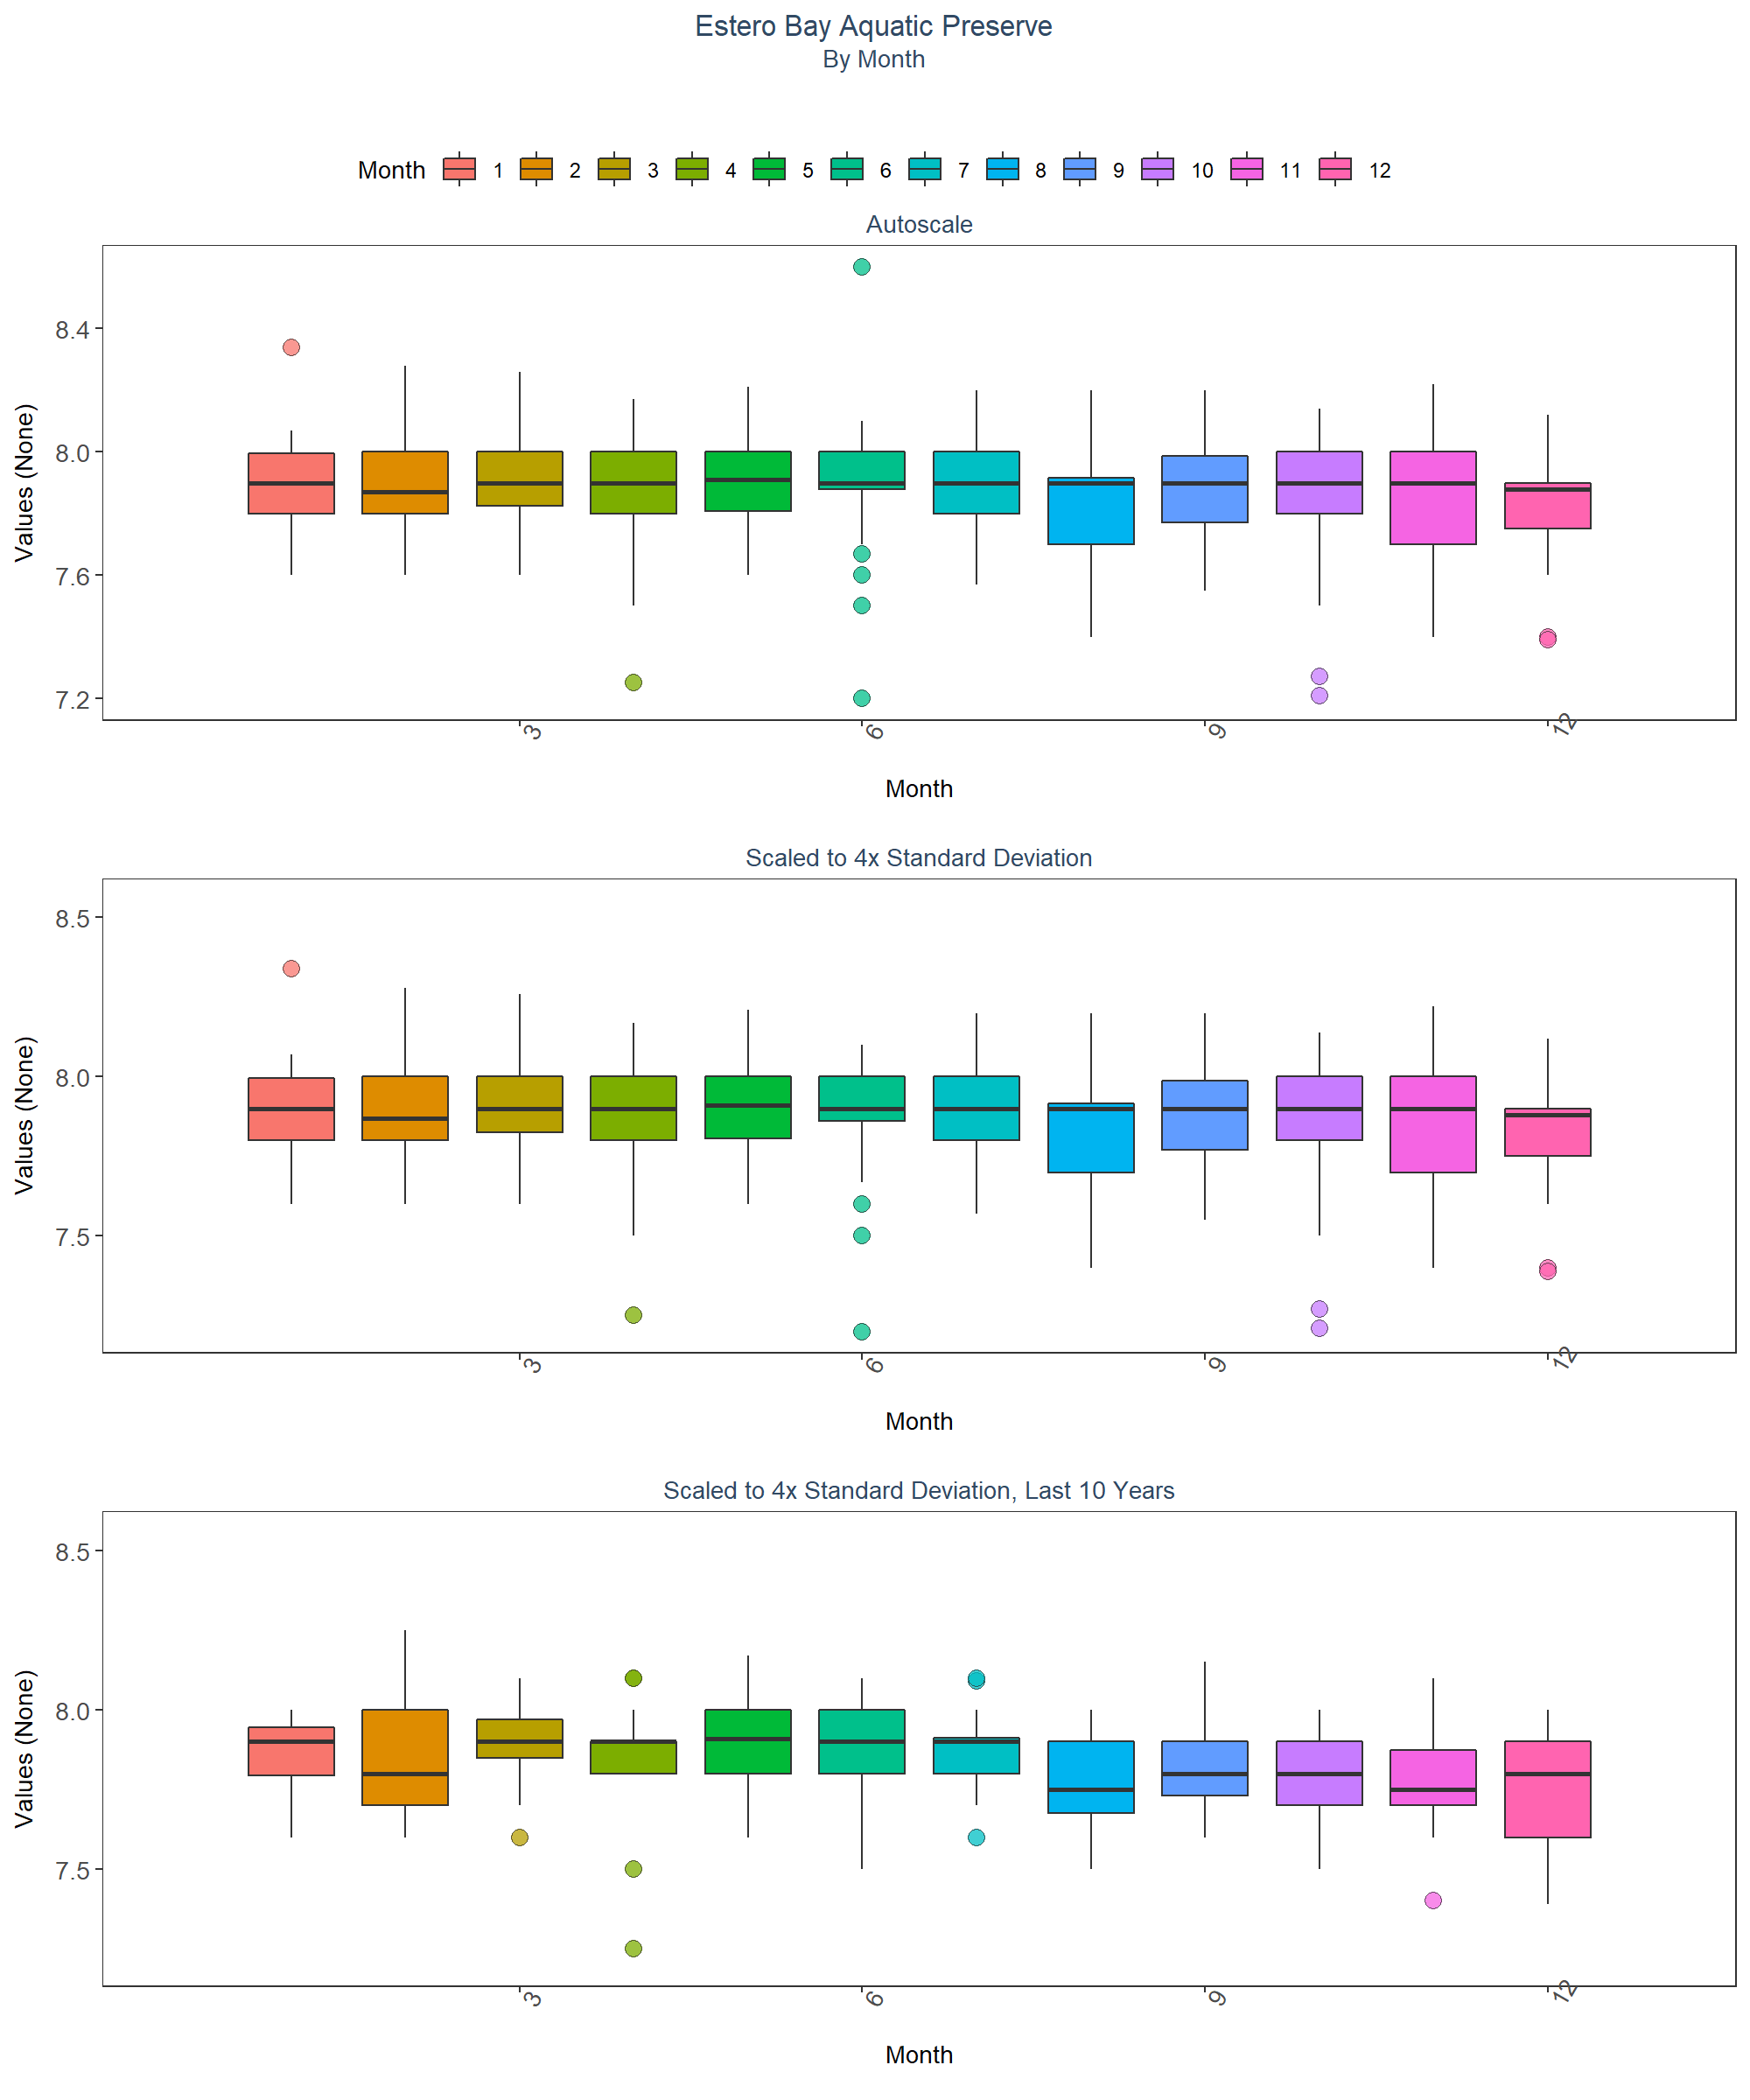 Estero Bay Aquatic Preserve
By Month
Month 1 2 3 4 5 6 7 8 9 10 11 12
Autoscale
Values (None)
8.4
8.0
7.6
7.2
3 6 9 12
Month
Scaled to 4x Standard Deviation
Values (None)
8.5
8.0
7.5
3 6 9 12
Month
Scaled to 4x Standard Deviation, Last 10 Years
Values (None)
8.5
8.0
7.5
3 6 9 12
Month